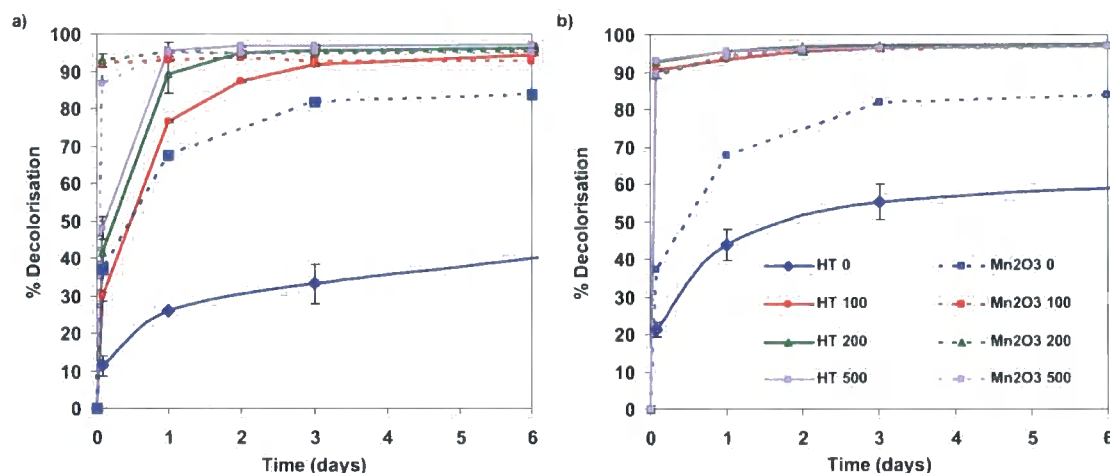 a)
100
90
80
70
60
50
40
30
20
10
0
% Decolorisation
0 1 2 3 4 5 6
Time (days)
b)
100
90
80
70
60
50
40
30
20
10
0
% Decolorisation
HT 0 Mn2O3 0
HT 100 Mn2O3 100
HT 200 Mn2O3 200
HT 500 Mn2O3 500
0 1 2 3 4 5 6
Time (days)